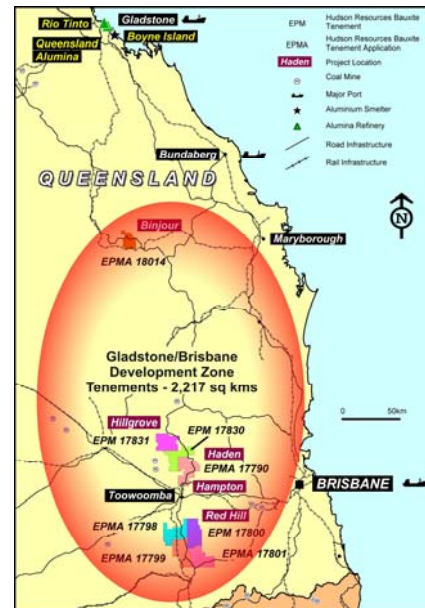 Rio Tinto
Gladstone
Queensland
Alumina
Boyne Island
EPM
Hudson Resources Bauxite
Tenement
EPMA
Hudson Resources Bauxite
Tenement Application
Haden
Project Location
Coal Mine
Major Port
Aluminium Smelter
Alumina Refinery
Road Infrastructure
Rail Infrastructure
Bundaberg
QUEENSLAND
N
Binjour
Maryborough
EPMA 18014
Gladstone/Brisbane
Development Zone
Tenements - 2,217 sq kms
0 50km
Hillgrove
EPM 17830
EPM 17831
Haden
EPMA 17790
Hampton
Toowoomba
BRISBANE
Red Hill
EPMA 17798
EPM 17800
EPMA 17799
EPMA 17801